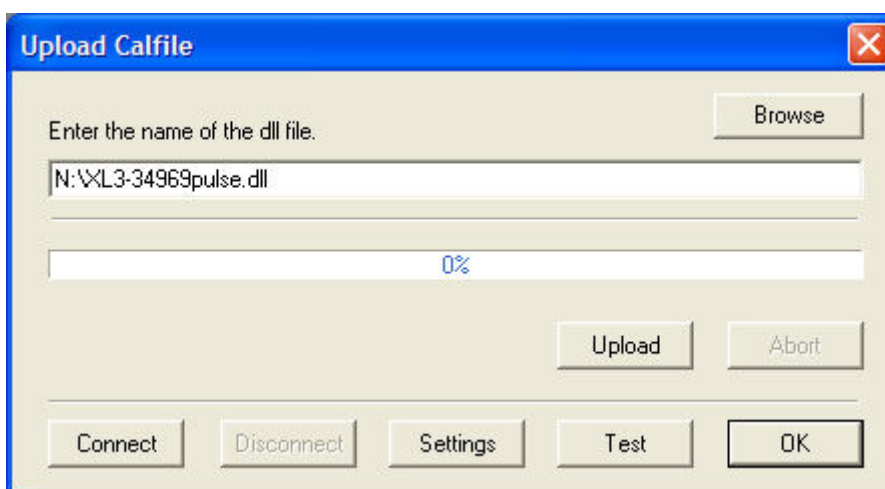 Upload Calfile
Browse
Enter the name of the dll file.
N:\XL3-34969pulse.dll
0%
Upload Abort
Connect Disconnect Settings Test OK